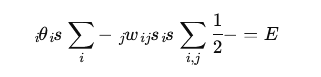 ᵢθᵢs ∑ᵢ − ⱼwᵢⱼsᵢs ∑ᵢ,ⱼ ½− = E